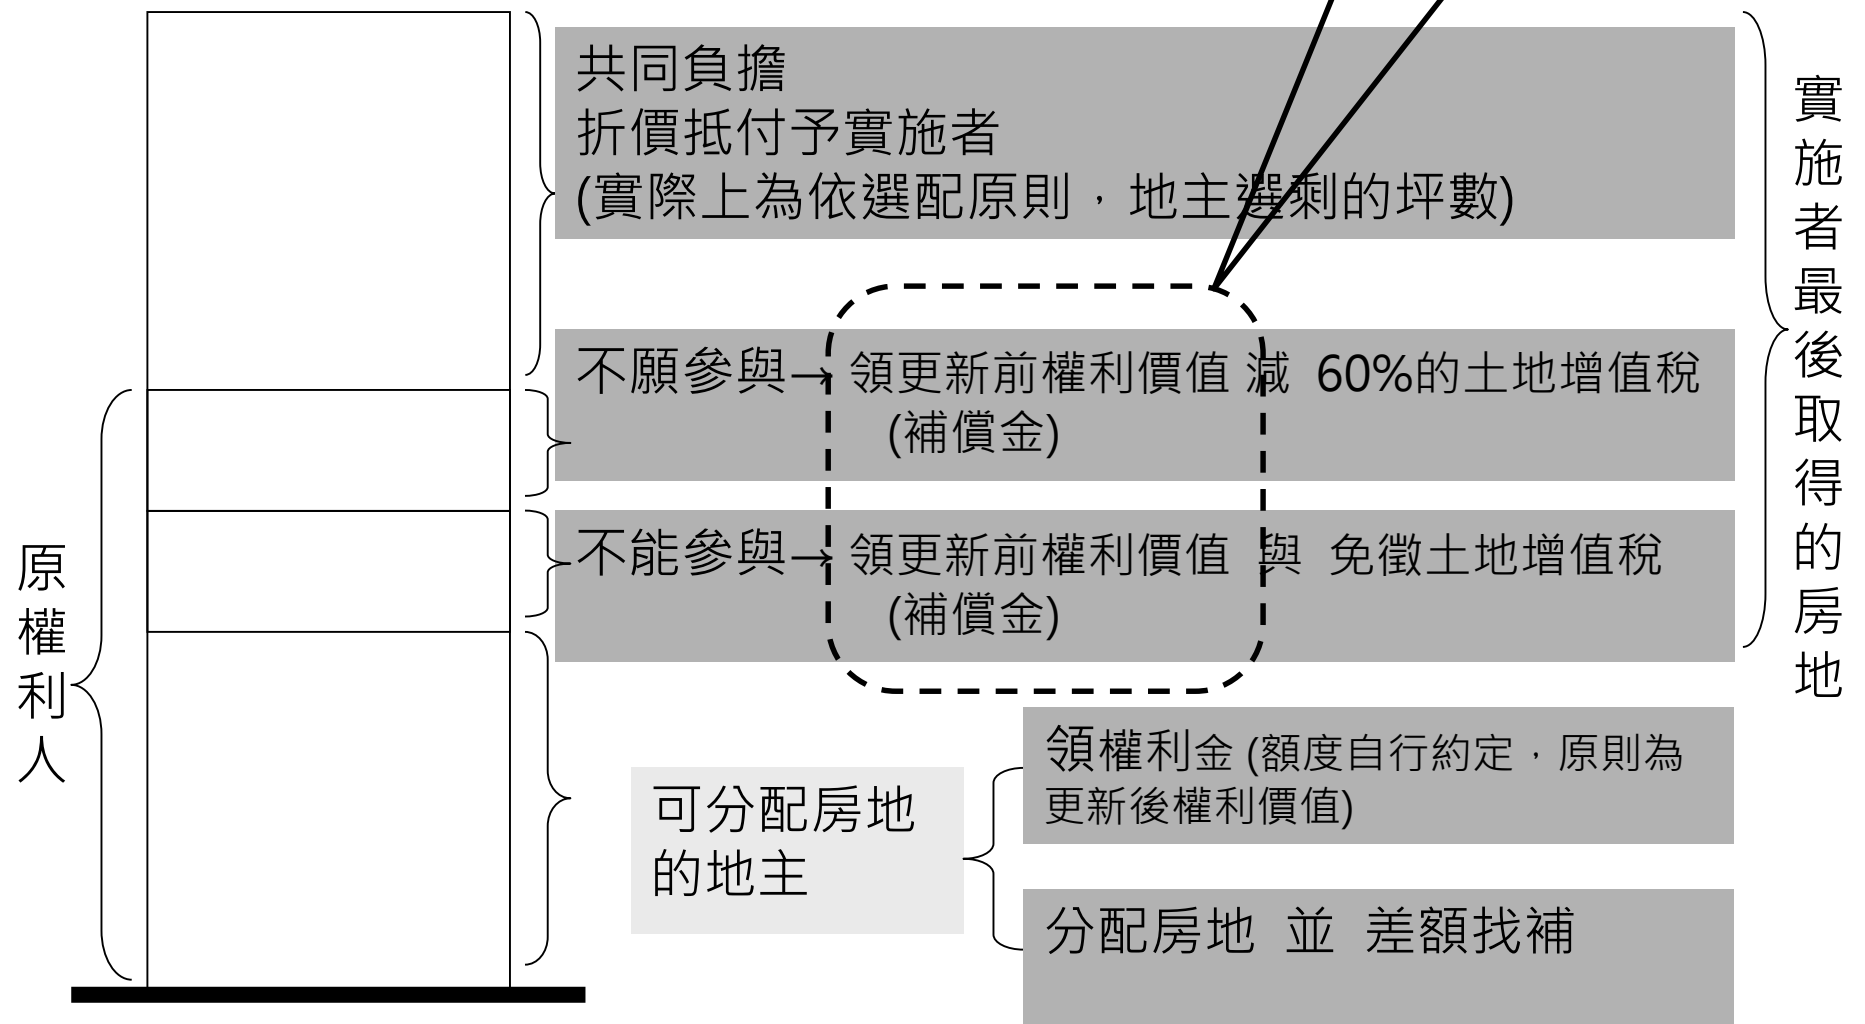 共同負擔
折價抵付予實施者
(實際上為依選配原則，地主選剩的坪數)
不願參與→ 領更新前權利價值 減 60%的土地增值稅
(補償金)
不能參與→ 領更新前權利價值 與 免徵土地增值稅
(補償金)
實施者最後取得的房地
原權利人
可分配房地
的地主
領權利金 (額度自行約定，原則為
更新後權利價值)
分配房地 並 差額找補